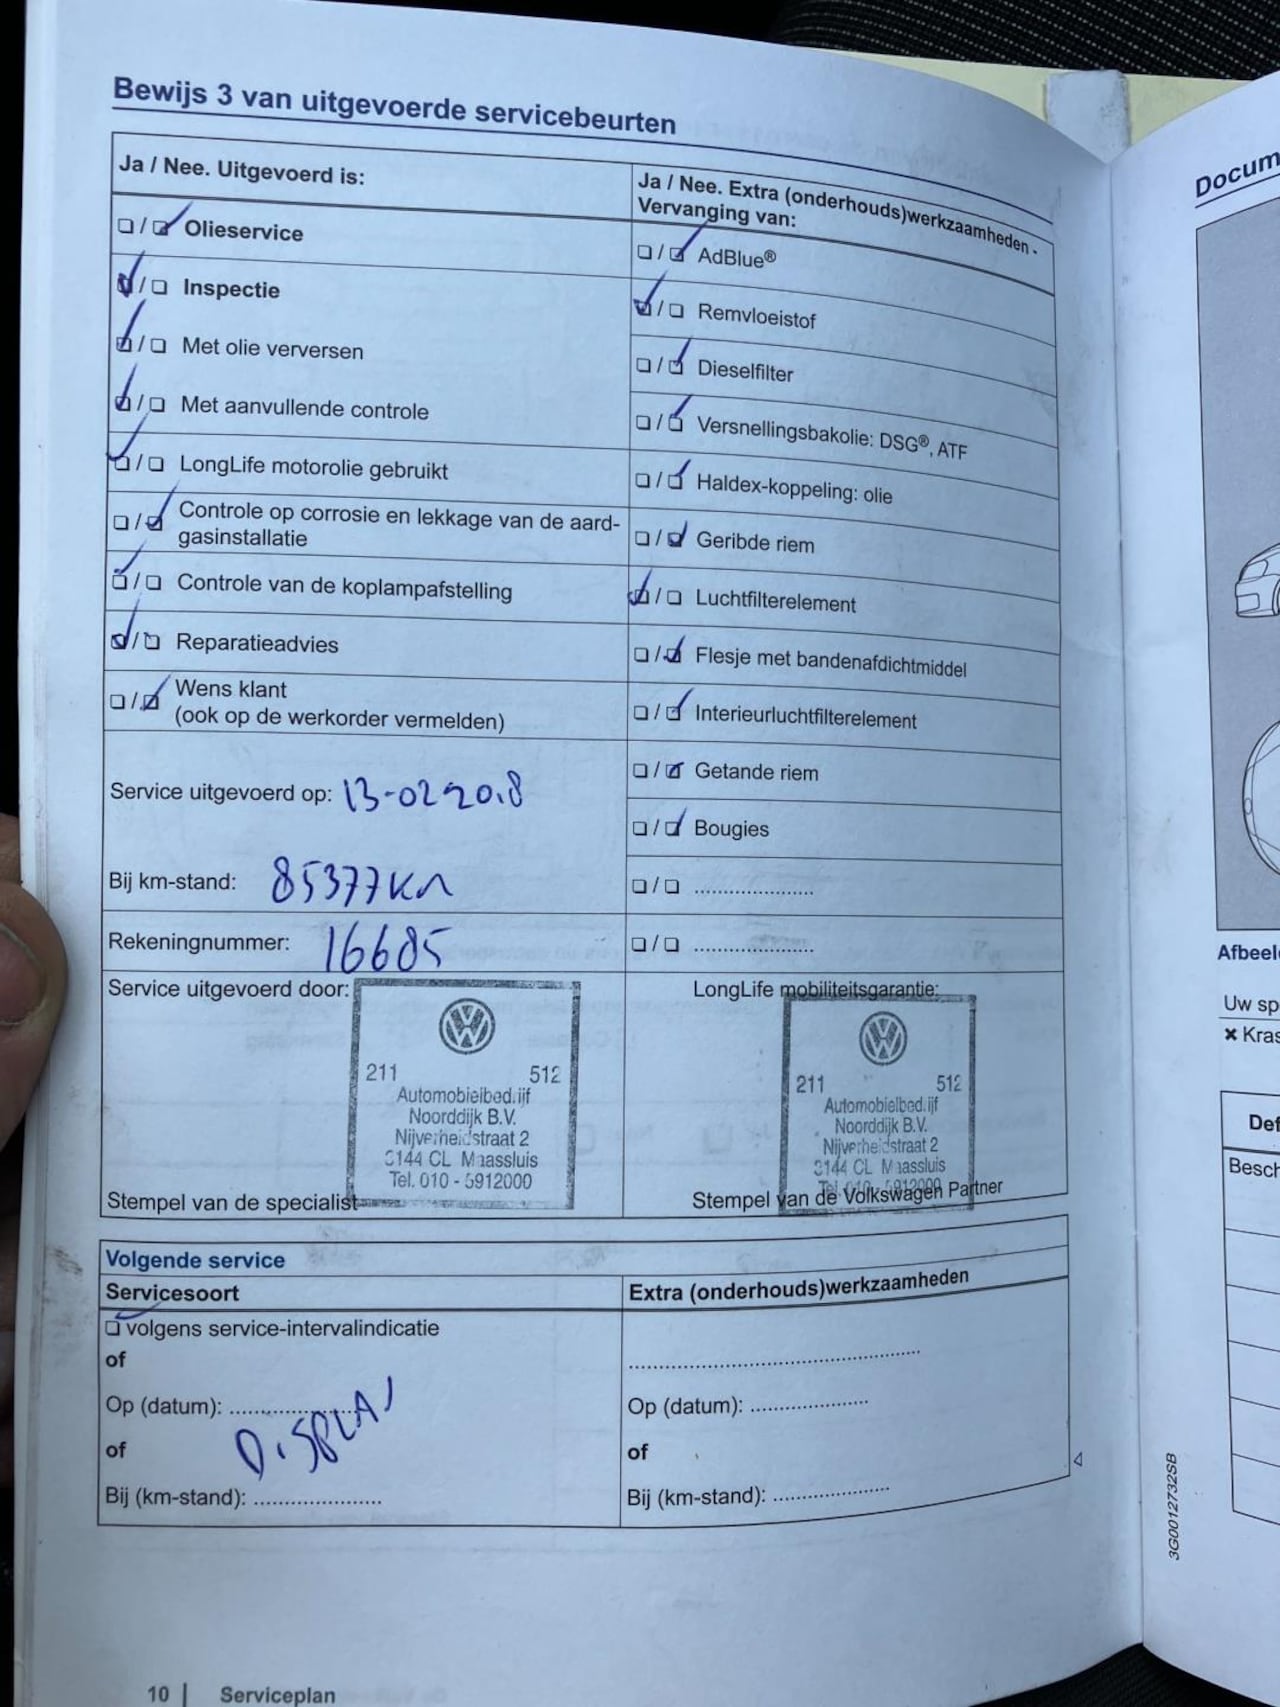 Bewijs 3 van uitgevoerde servicebeurten
Ja / Nee. Uitgevoerd is:
Olieservice
Inspectie
Met olie verversen
Met aanvullende controle
LongLife motorolie gebruikt
Controle op corrosie en lekkage van de aard-
gasinstallatie
Controle van de koplampafstelling
Reparatieadvies
Wens klant
(ook op de werkorder vermelden)
Service uitgevoerd op: 13-02-2018
Bij km-stand: 85377KM
Rekeningnummer: 16685
Service uitgevoerd door:
211 512
Automobielbedrijf
Noorddijk B.V.
Nijverheidstraat 2
3144 CL Maassluis
Tel. 010 - 5912000
Stempel van de specialist
Ja / Nee. Extra (onderhouds)werkzaamheden -
Vervanging van:
AdBlue®
Remvloeistof
Dieselfilter
Versnellingsbakolie: DSG®, ATF
Haldex-koppeling: olie
Geribde riem
Luchtfilterelement
Flesje met bandenafdichtmiddel
Interieurluchtfilterelement
Getande riem
Bougies
LongLife mobiliteitsgarantie:
211 512
Automobielbedrijf
Noorddijk B.V.
Nijverheidstraat 2
3144 CL Maassluis
Tel. 010 - 5912000
Stempel van de Volkswagen Partner
Volgende service
Servicesoort
volgens service-intervalindicatie
of
Op (datum):
DISPLAY
of
Bij (km-stand):
Extra (onderhouds)werkzaamheden
Op (datum):
of
Bij (km-stand):
3G0012732SB
10 | Serviceplan
Docum
Afbeel
Uw sp
× Kras
Def
Besch